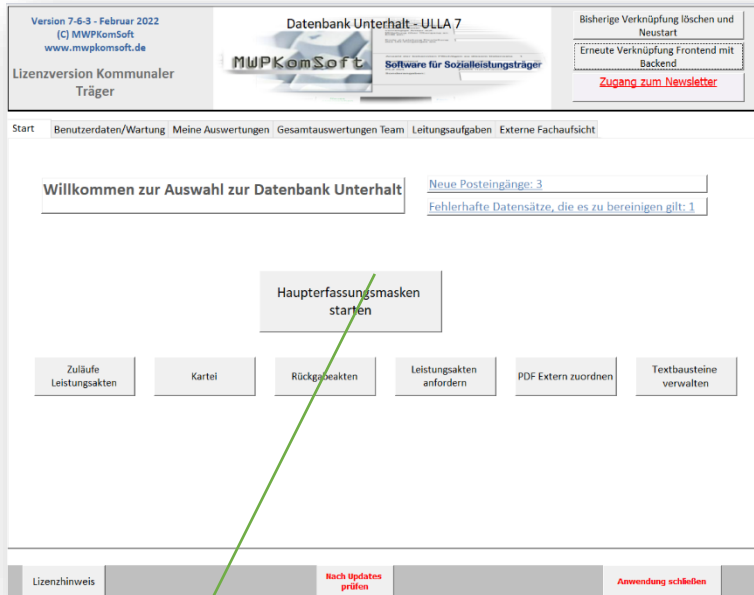 Version 7-6-3 - Februar 2022
(C) MWPKomSoft
www.mwpkomsoft.de
Lizenzversion Kommunaler
Träger
Datenbank Unterhalt - ULLA 7
MWPKomSoft
Software für Sozialleistungsträger
Bisherige Verknüpfung löschen und
Neustart
Erneute Verknüpfung Frontend mit
Backend
Zugang zum Newsletter
Start Benutzerdaten/Wartung Meine Auswertungen Gesamtauswertungen Team Leitungsaufgaben Externe Fachaufsicht
Willkommen zur Auswahl zur Datenbank Unterhalt
Neue Posteingänge: 3
Fehlerhafte Datensätze, die es zu bereinigen gilt: 1
Haupterfassungsmasken
starten
Zuläufe
Leistungsakten
Kartei
Rückgabeakten
Leistungsakten
anfordern
PDF Extern zuordnen
Textbausteine
verwalten
Lizenzhinweis
Nach Updates
prüfen
Anwendung schließen